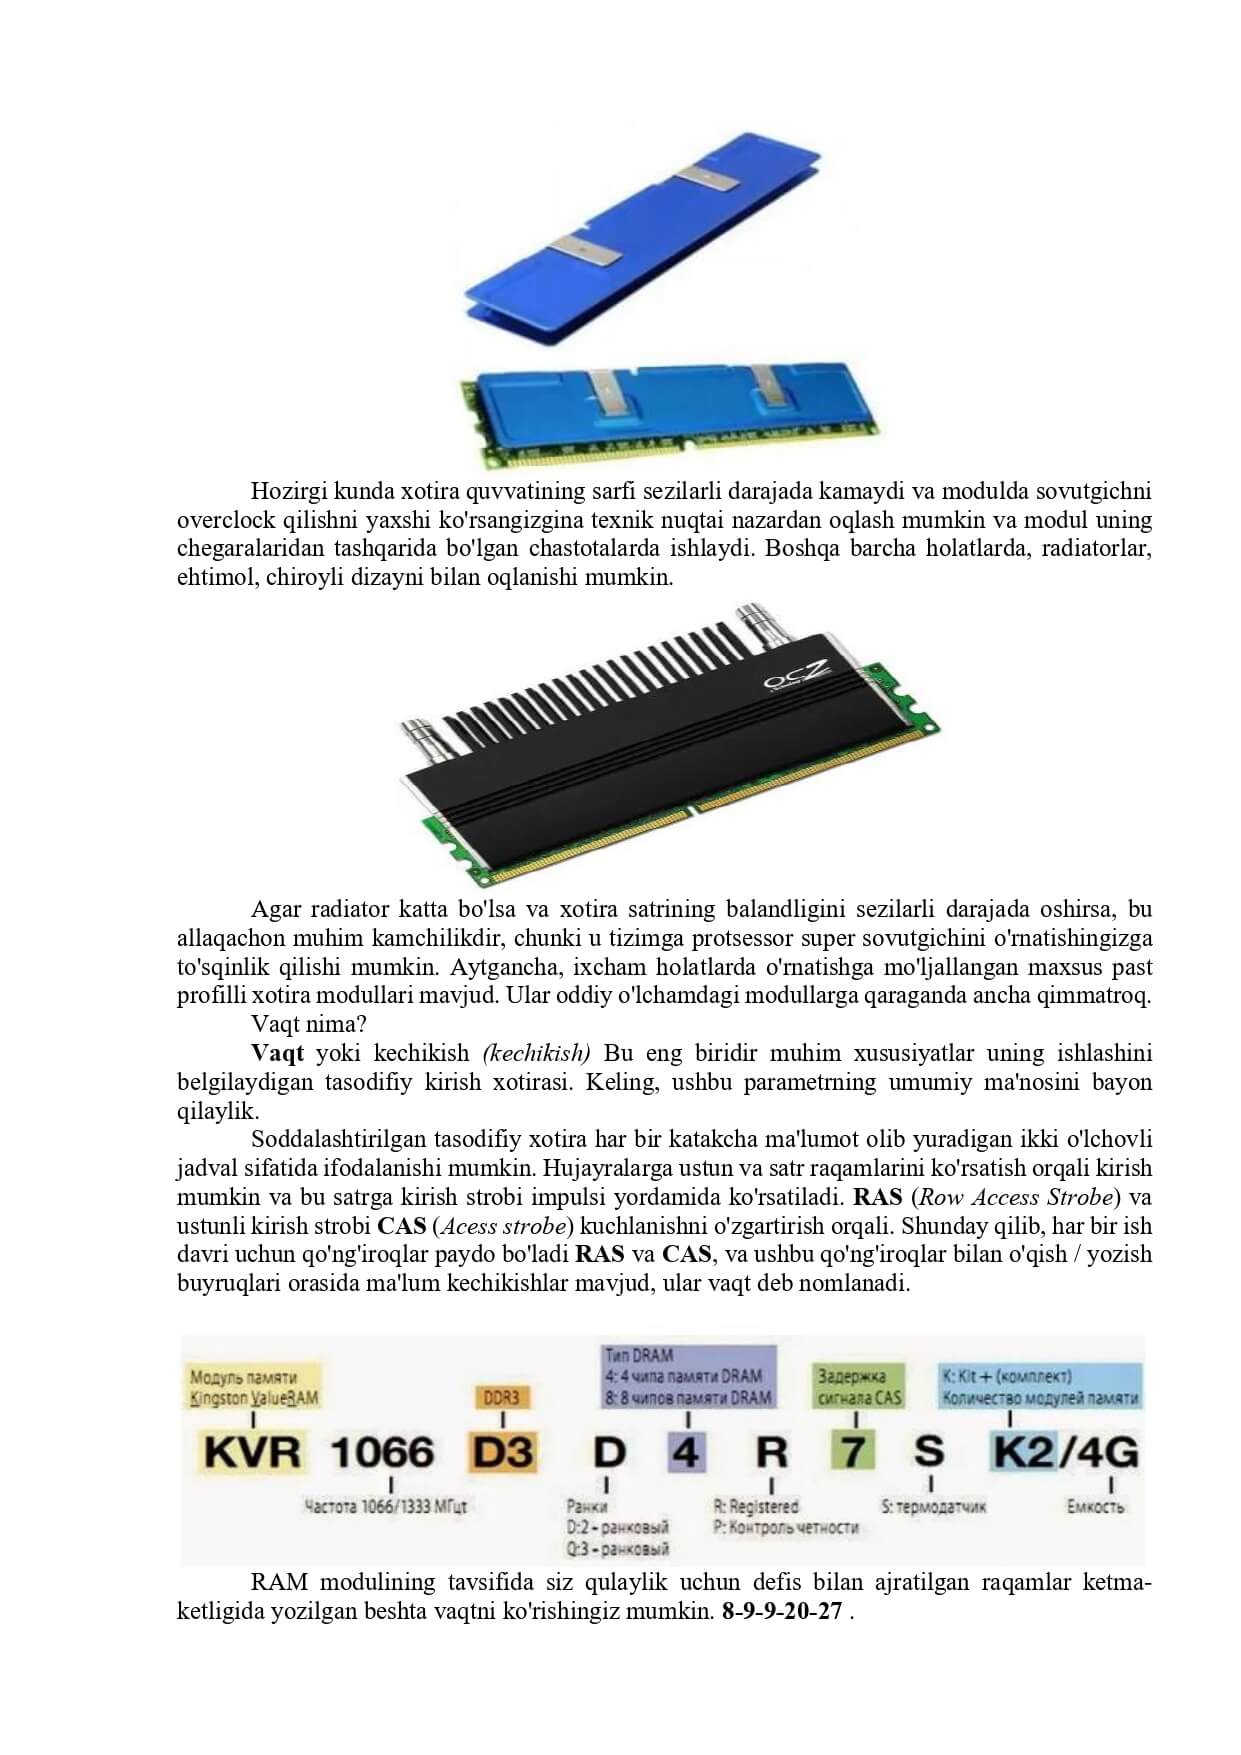 OCZ
Hozirgi kunda xotira quvvatining sarfi sezilarli darajada kamaydi va modulda sovutgichni
overclock qilishni yaxshi ko'rsangizgina texnik nuqtai nazardan oqlash mumkin va modul uning
chegaralaridan tashqarida bo'lgan chastotalarda ishlaydi. Boshqa barcha holatlarda, radiatorlar,
ehtimol, chiroyli dizayni bilan oqlanishi mumkin.
Agar radiator katta bo'lsa va xotira satrining balandligini sezilarli darajada oshirsa, bu
allaqachon muhim kamchilikdir, chunki u tizimga protsessor super sovutgichini o'rnatishingizga
to'sqinlik qilishi mumkin. Aytgancha, ixcham holatlarda o'rnatishga mo'ljallangan maxsus past
profilli xotira modullari mavjud. Ular oddiy o'lchamdagi modullarga qaraganda ancha qimmatroq.
Vaqt nima?
Vaqt yoki kechikish (kechikish) Bu eng biridir muhim xususiyatlar uning ishlashini
belgilaydigan tasodifiy kirish xotirasi. Keling, ushbu parametrning umumiy ma'nosini bayon
qilaylik.
Soddalashtirilgan tasodifiy xotira har bir katakcha ma'lumot olib yuradigan ikki o'lchovli
jadval sifatida ifodalanishi mumkin. Hujayralarga ustun va satr raqamlarini ko'rsatish orqali kirish
mumkin va bu satrga kirish strobi impulsi yordamida ko'rsatiladi. RAS (Row Access Strobe) va
ustunli kirish strobi CAS (Acess strobe) kuchlanishni o'zgartirish orqali. Shunday qilib, har bir ish
davri uchun qo'ng'iroqlar paydo bo'ladi RAS va CAS, va ushbu qo'ng'iroqlar bilan o'qish / yozish
buyruqlari orasida ma'lum kechikishlar mavjud, ular vaqt deb nomlanadi.
Модуль памяти
Kingston ValueRAM
DDR3
Тип DRAM
4: 4 чипа памяти DRAM
8: 8 чипов памяти DRAM
Задержка
сигнала CAS
K: Kit + (комплект)
Количество модулей памяти
KVR 1066 D3 D 4 R 7 S K2/4G
Частота 1066/1333 МГцт
Ранки
D:2 - ранковый
Q:3 - ранковый
R: Registered
P: Контроль четности
S: термодатчик
Емкость
RAM modulining tavsifida siz qulaylik uchun defis bilan ajratilgan raqamlar ketma-
ketligida yozilgan beshta vaqtni ko'rishingiz mumkin. 8-9-9-20-27 .